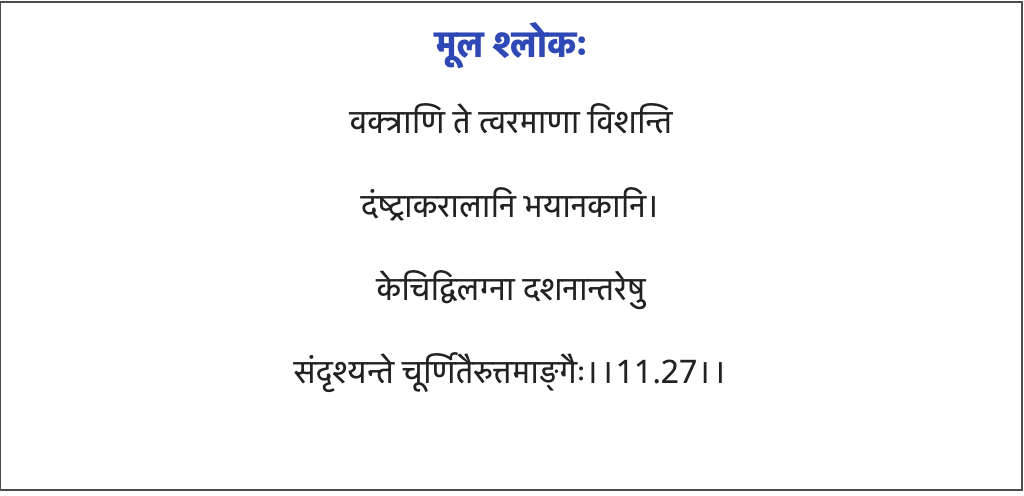 मूल श्लोकः
वक्त्राणि ते त्वरमाणा विशन्ति
दंष्ट्राकरालानि भयानकानि।
केचिद्विलग्ना दशनान्तरेषु
संदृश्यन्ते चूर्णितैरुत्तमाङ्गैः।।11.27।।